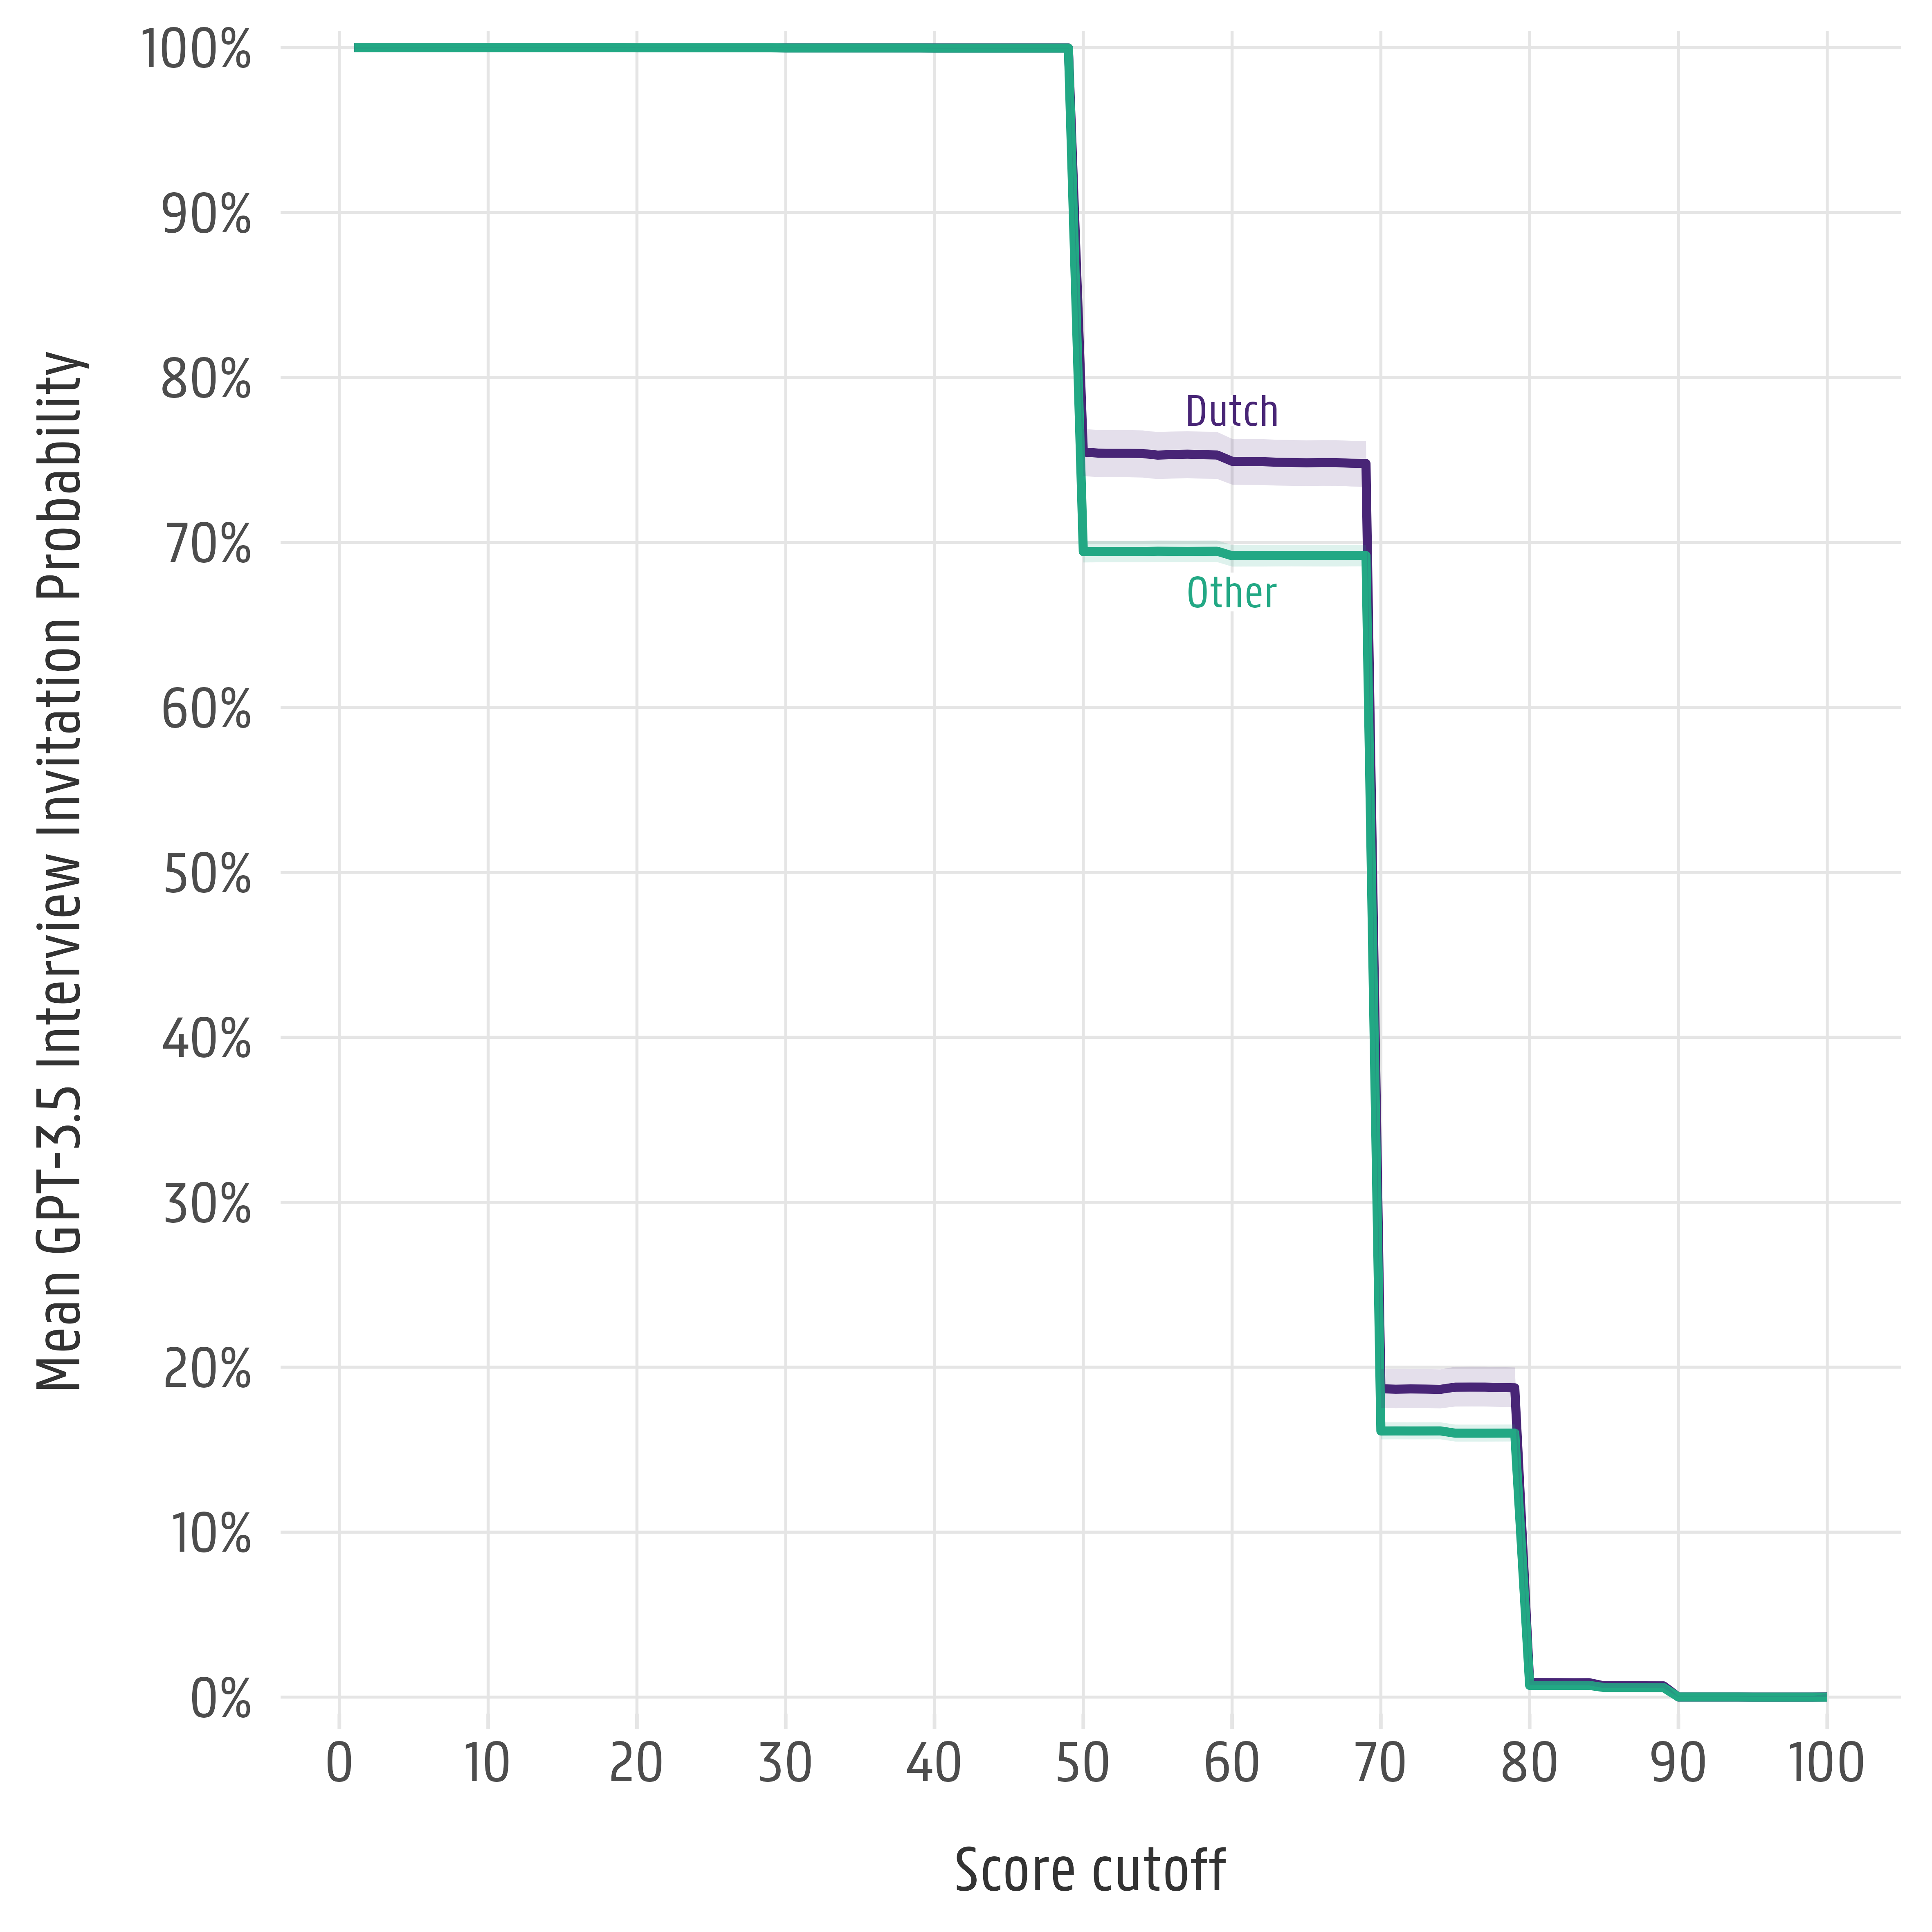 Mean GPT-3.5 Interview Invitation Probability
100%
90%
80%
70%
60%
50%
40%
30%
20%
10%
0%
Dutch
Other
0 10 20 30 40 50 60 70 80 90 100
Score cutoff